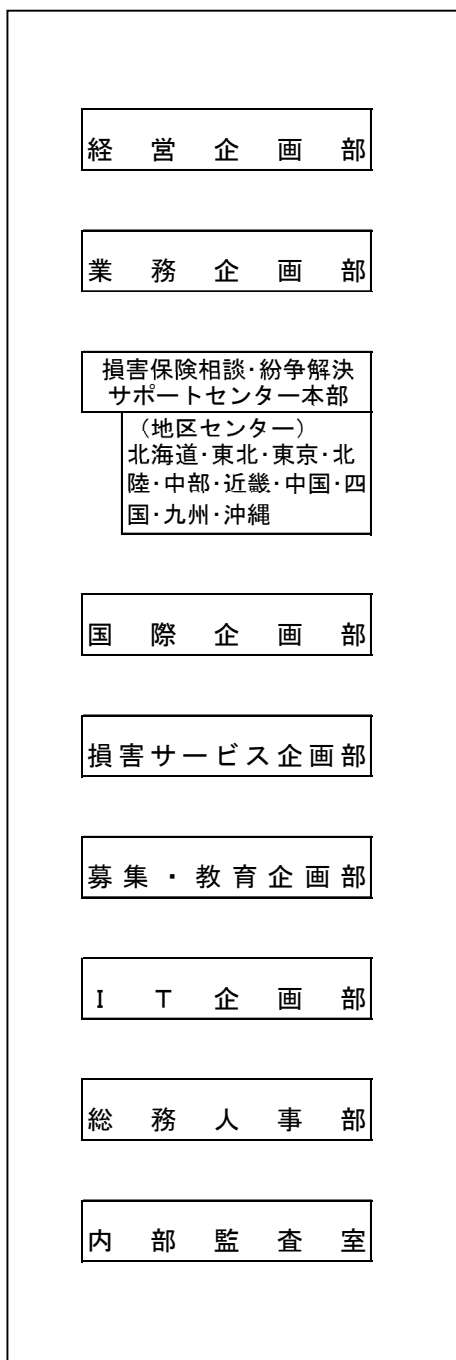 経営企画部
業務企画部
損害保険相談・紛争解決
サポートセンター本部
（地区センター）
北海道・東北・東京・北
陸・中部・近畿・中国・四
国・九州・沖縄
国際企画部
損害サービス企画部
募集・教育企画部
ＩＴ企画部
総務人事部
内部監査室